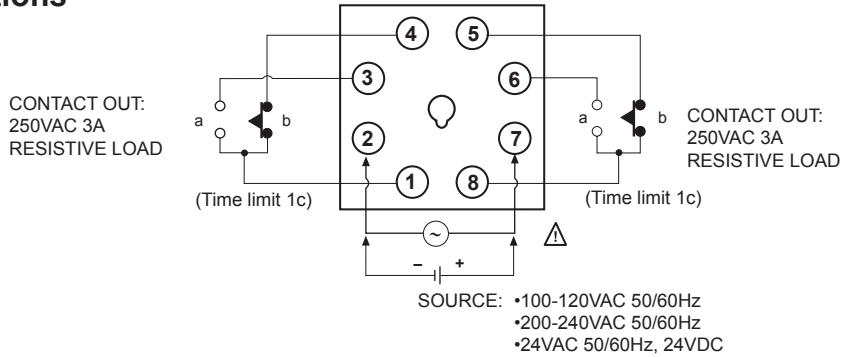 4
5
3
6
CONTACT OUT:
250VAC 3A
RESISTIVE LOAD
a
b
2
7
a
b
CONTACT OUT:
250VAC 3A
RESISTIVE LOAD
1
8
(Time limit 1c)
(Time limit 1c)
~
!
– +
SOURCE: •100-120VAC 50/60Hz
•200-240VAC 50/60Hz
•24VAC 50/60Hz, 24VDC